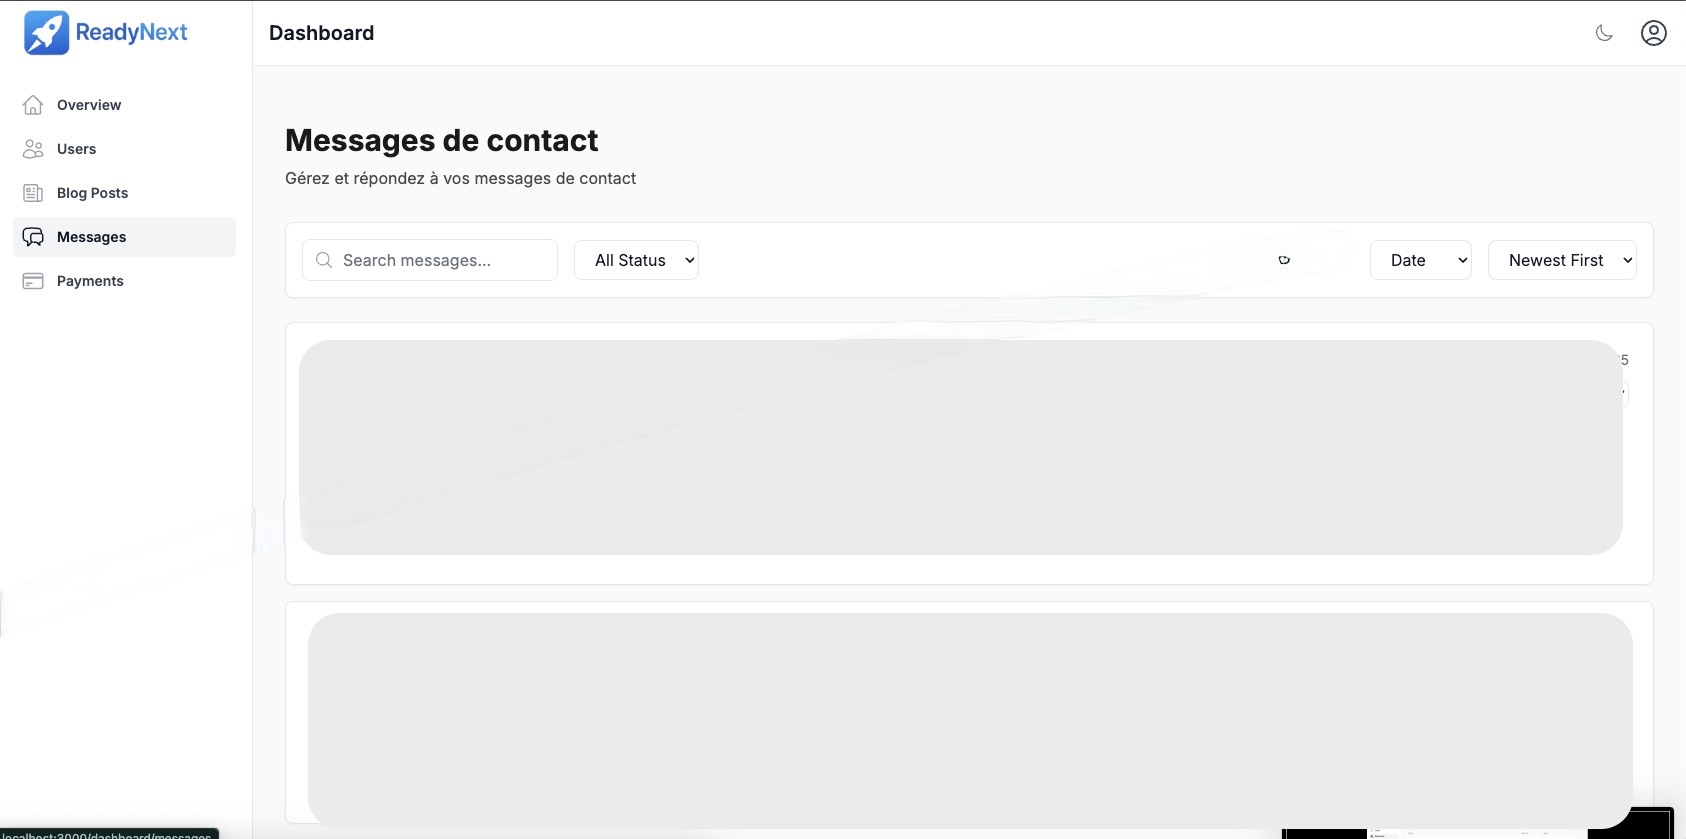 ReadyNext
Dashboard
Overview
Users
Blog Posts
Messages
Payments
Messages de contact
Gérez et répondez à vos messages de contact
Search messages...
All Status
Date
Newest First
5
localhost:3000/dashboard/messages